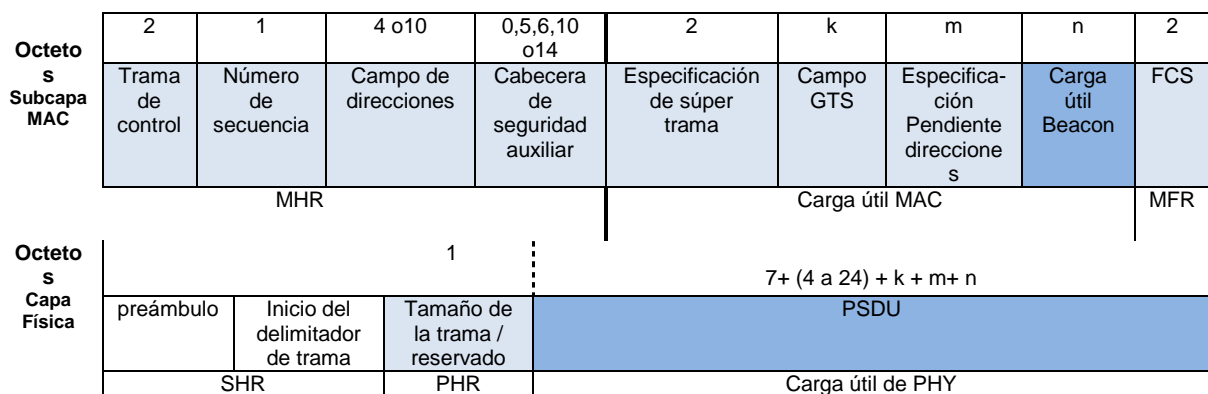 2 1 4 o10 0,5,6,10 o14 2 k m n 2
Octeto
s
Subcapa
MAC
Trama de control
Número de secuencia
Campo de direcciones
Cabecera de seguridad auxiliar
Especificación de súper trama
Campo GTS
Especifica-
ción
Pendiente
direccione
s
Carga útil Beacon
FCS
MHR Carga útil MAC MFR
Octeto
s
Capa
Física
1
7+ (4 a 24) + k + m+ n
preámbulo
Inicio del delimitador de trama
Tamaño de la trama / reservado
PSDU
SHR PHR Carga útil de PHY